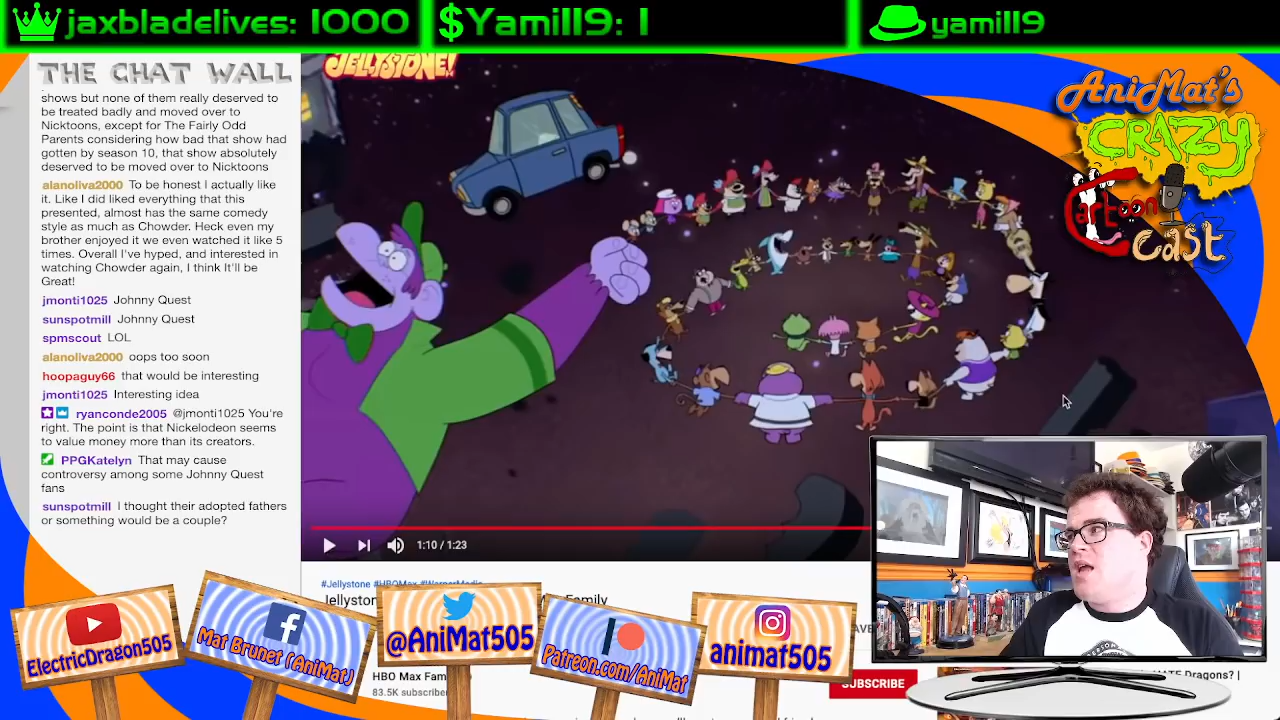 jaxbladelives: 1000
$Yamill9: 1
yamill9
THE CHAT WALL
shows but none of them really deserved to
be treated badly and moved over to
Nicktoons, except for The Fairly Odd
Parents considering how bad that show had
gotten by season 10, that show absolutely
deserved to be moved over to Nicktoons
alanoliva2000 To be honest I actually like
it. Like I did liked everything that this
presented, almost has the same comedy
style as much as Chowder. Heck even my
brother enjoyed it we even watched it like 5
times. Overall I've hyped, and interested in
watching Chowder again, I think It'll be
Great!
jmonti1025 Johnny Quest
sunspotmill Johnny Quest
spmscout LOL
alanoliva2000 oops too soon
hoopaguy66 that would be interesting
jmonti1025 Interesting idea
ryanconde2005 @jmonti1025 You're
right. The point is that Nickelodeon seems
to value money more than its creators.
PPGKatelyn That may cause
controversy among some Johnny Quest
fans
sunspotmill I thought their adopted fathers
or something would be a couple?
JELLYSTONE!
AniMat's
CRAZY
Cartoon
Cast
1:10 / 1:23
#Jellystone #HBOMax #WarnerMedia
Jellyston
Family
HBO Max Fam
83.5K subscribe
SUBSCRIBE
HATE Dragons? |
ElectricDragon505
Mat Brunet (AniMat)
@AniMat505
Patreon.com/AniMat
animat505